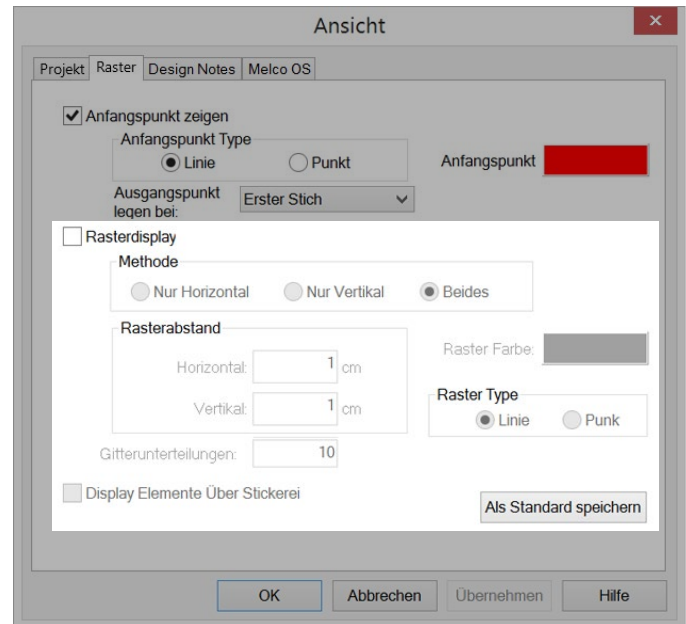 Ansicht
Projekt Raster Design Notes Melco OS
Anfangspunkt zeigen
Anfangspunkt Type
Linie Punkt Anfangspunkt
Ausgangspunkt
legen bei: Erster Stich
Rasterdisplay
Methode
Nur Horizontal Nur Vertikal Beides
Rasterabstand
Raster Farbe:
Horizontal: 1 cm
Raster Type
Vertikal: 1 cm
Linie Punk
Gitterunterteilungen: 10
Display Elemente Über Stickerei
Als Standard speichern
OK Abbrechen Übernehmen Hilfe